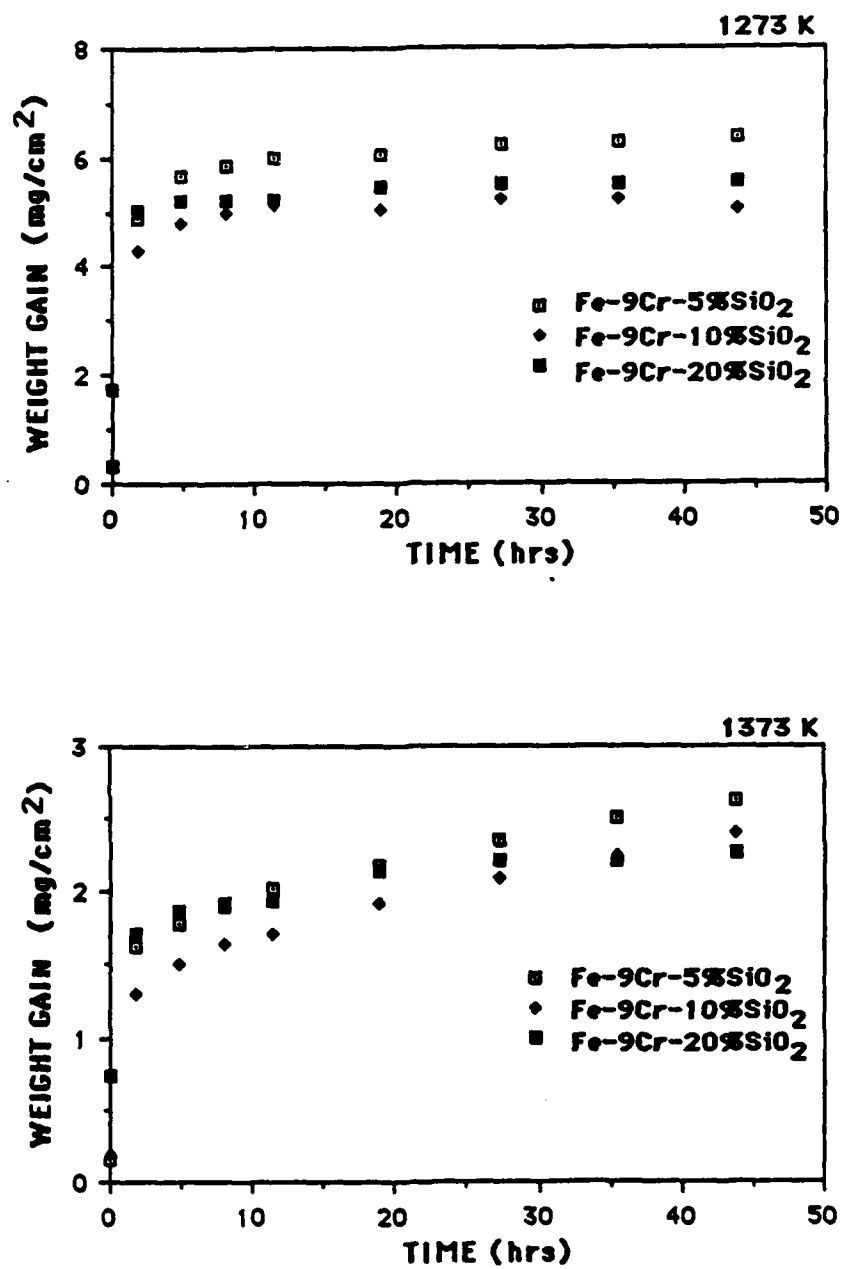 1273 K
8
6
4
2
0
WEIGHT GAIN (mg/cm2)
Fe-9Cr-5%SiO2
Fe-9Cr-10%SiO2
Fe-9Cr-20%SiO2
0 10 20 30 40 50
TIME (hrs)
1373 K
3
2
1
0
WEIGHT GAIN (mg/cm2)
Fe-9Cr-5%SiO2
Fe-9Cr-10%SiO2
Fe-9Cr-20%SiO2
0 10 20 30 40 50
TIME (hrs)